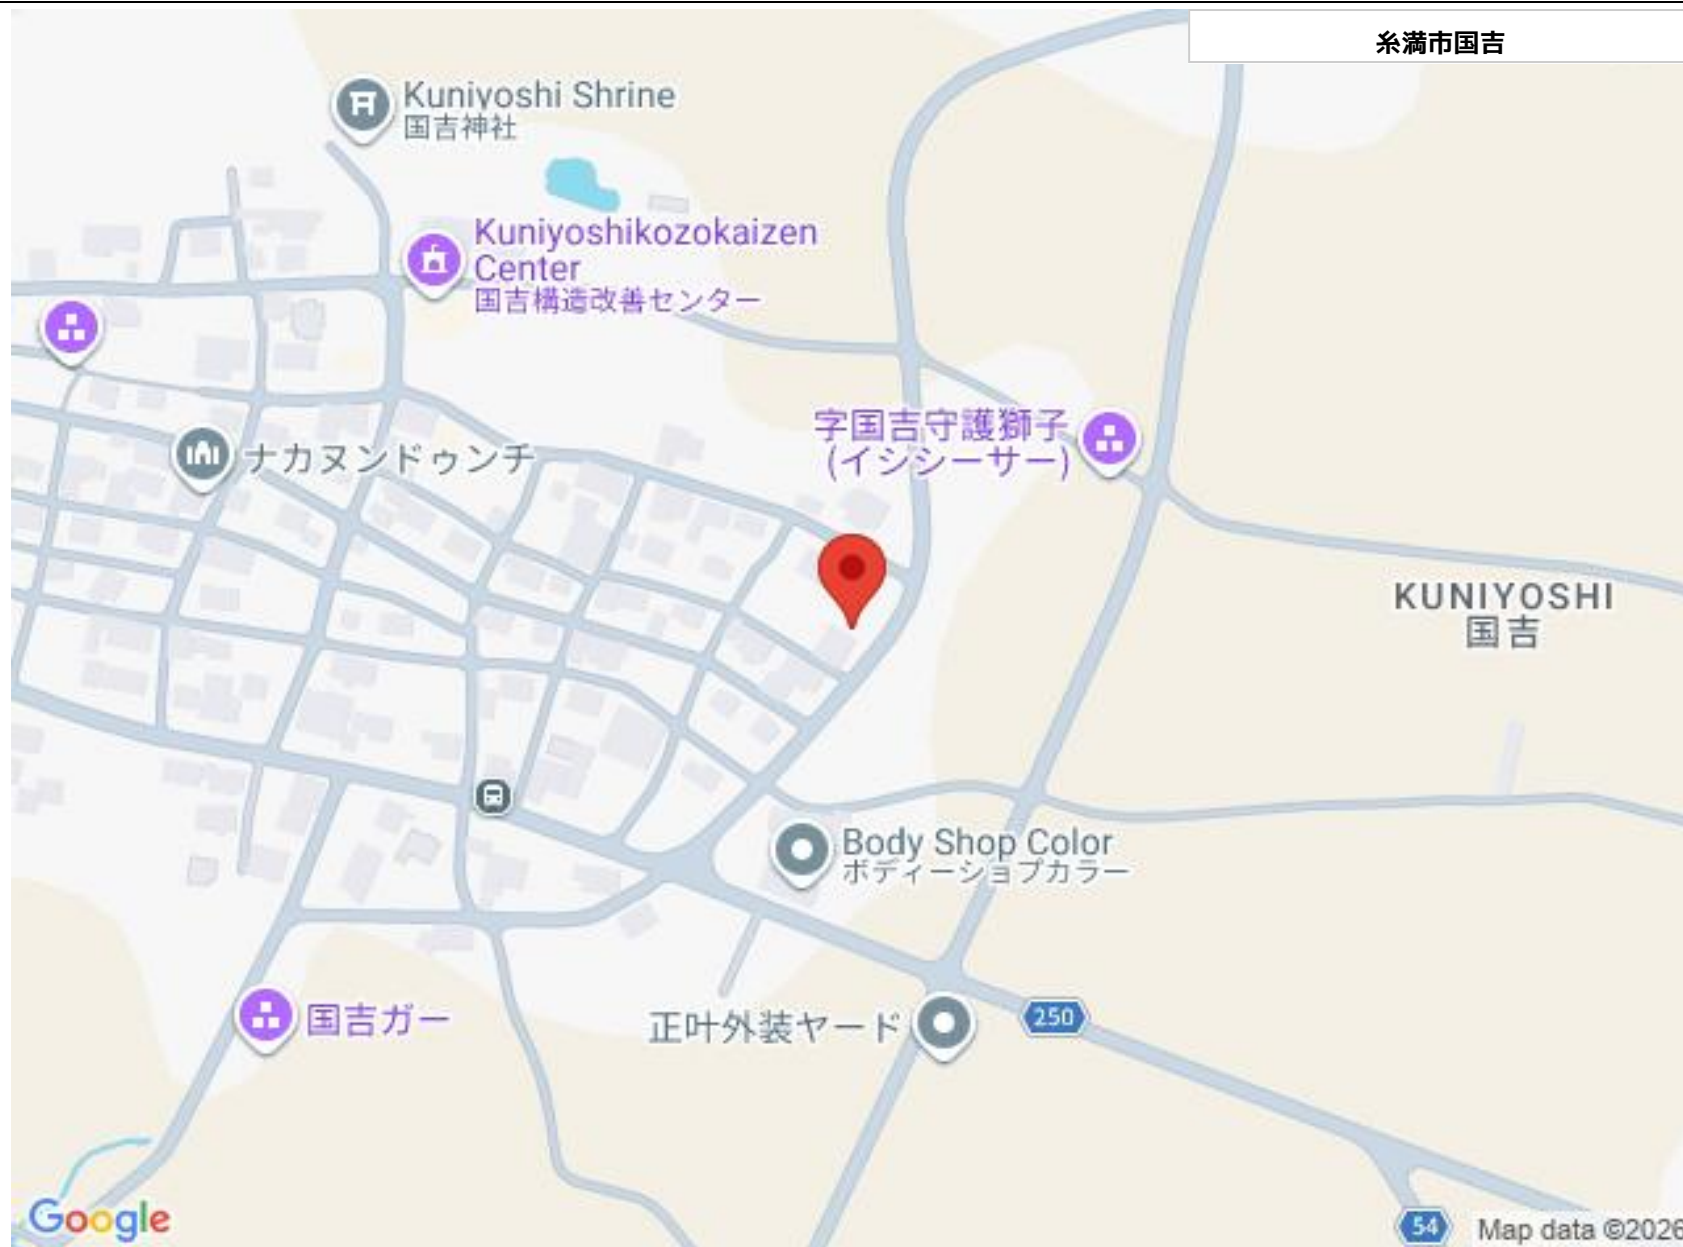 糸満市国吉
Kuniyoshi Shrine
国吉神社
Kuniyoshikozokaizen
Center
国吉構造改善センター
字国吉守護獅子
(イシシーサー)
ナカヌンドゥンチ
KUNIYOSHI
国吉
Body Shop Color
ボディーショプカラー
国吉ガー
正叶外装ヤード
250
54
Google
Map data ©2026